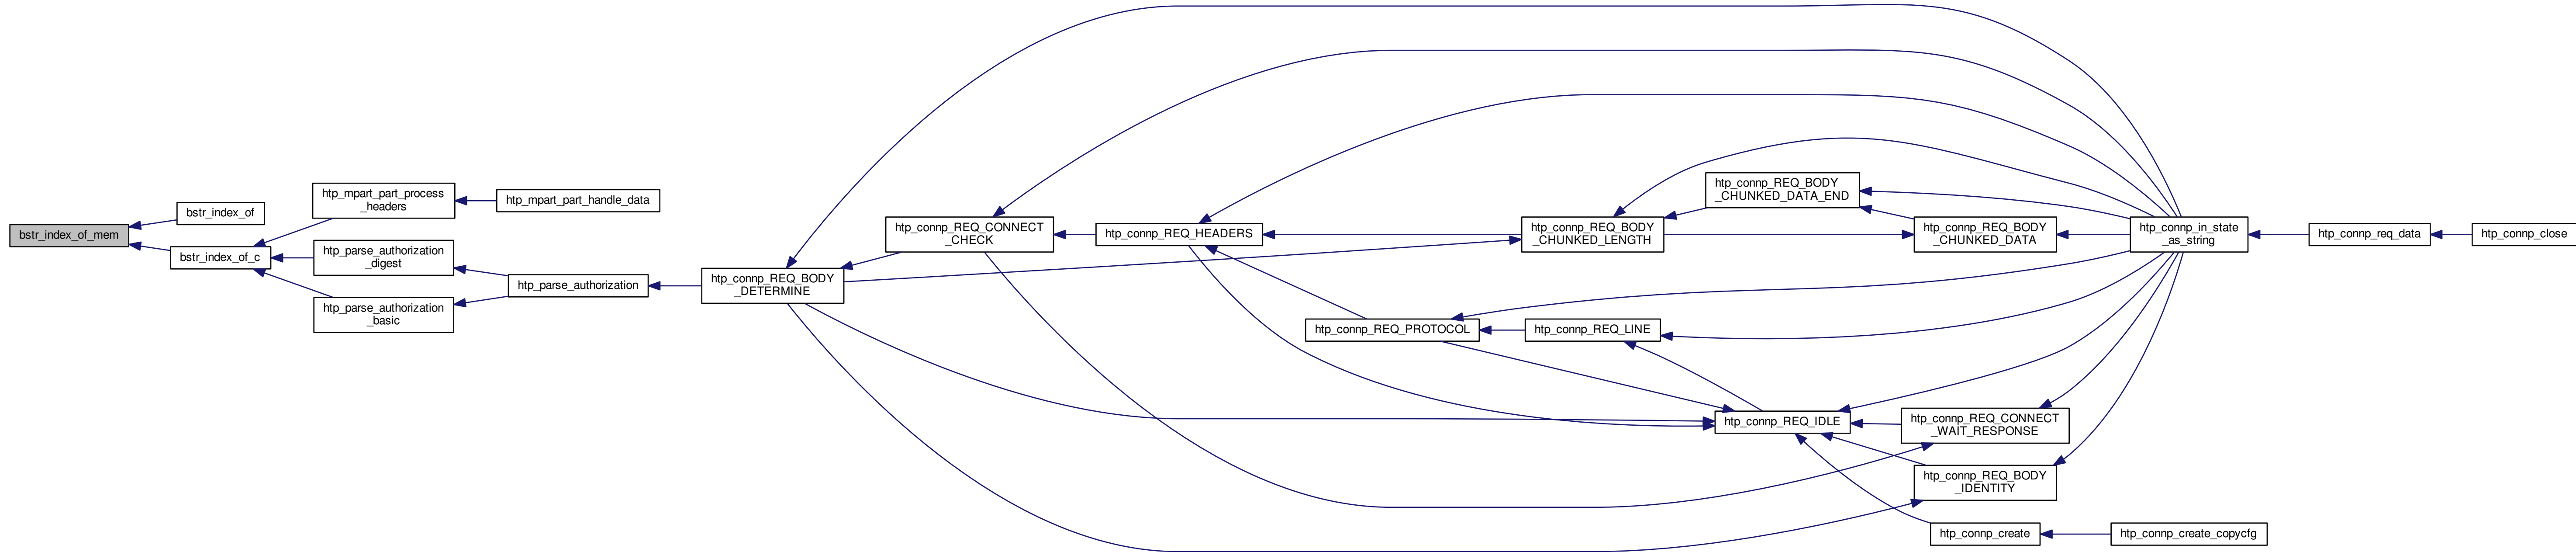 bstr_index_of_mem
bstr_index_of
bstr_index_of_c
htp_mpart_part_process
_headers
htp_parse_authorization
_digest
htp_parse_authorization
_basic
htp_mpart_part_handle_data
htp_parse_authorization
htp_connp_REQ_BODY
_DETERMINE
htp_connp_REQ_CONNECT
_CHECK
htp_connp_REQ_HEADERS
htp_connp_REQ_PROTOCOL
htp_connp_REQ_BODY
_CHUNKED_LENGTH
htp_connp_REQ_LINE
htp_connp_REQ_BODY
_CHUNKED_DATA_END
htp_connp_REQ_IDLE
htp_connp_REQ_BODY
_CHUNKED_DATA
htp_connp_REQ_CONNECT
_WAIT_RESPONSE
htp_connp_REQ_BODY
_IDENTITY
htp_connp_create
htp_connp_in_state
_as_string
htp_connp_create_copycfg
htp_connp_req_data
htp_connp_close